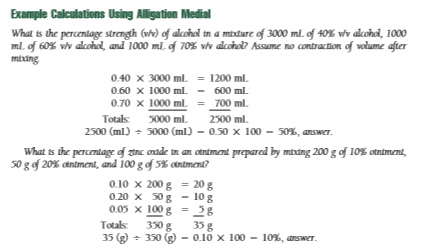 Example Calculations Using Alligation Medial
What is the percentage strength (v/v) of alcohol in a mixture of 3000 mL of 40% v/v alcohol, 1000
mL of 60% v/v alcohol, and 1000 mL of 70% v/v alcohol? Assume no contraction of volume after
mixing.
0.40 × 3000 mL = 1200 mL
0.60 × 1000 mL = 600 mL
0.70 × 1000 mL = 700 mL
Totals: 5000 mL 2500 mL
2500 (mL) ÷ 5000 (mL) = 0.50 × 100 = 50%, answer.
What is the percentage of zinc oxide in an ointment prepared by mixing 200 g of 10% ointment,
50 g of 20% ointment, and 100 g of 5% ointment?
0.10 × 200 g = 20 g
0.20 × 50 g = 10 g
0.05 × 100 g = 5 g
Totals: 350 g 35 g
35 (g) ÷ 350 (g) = 0.10 × 100 = 10%, answer.